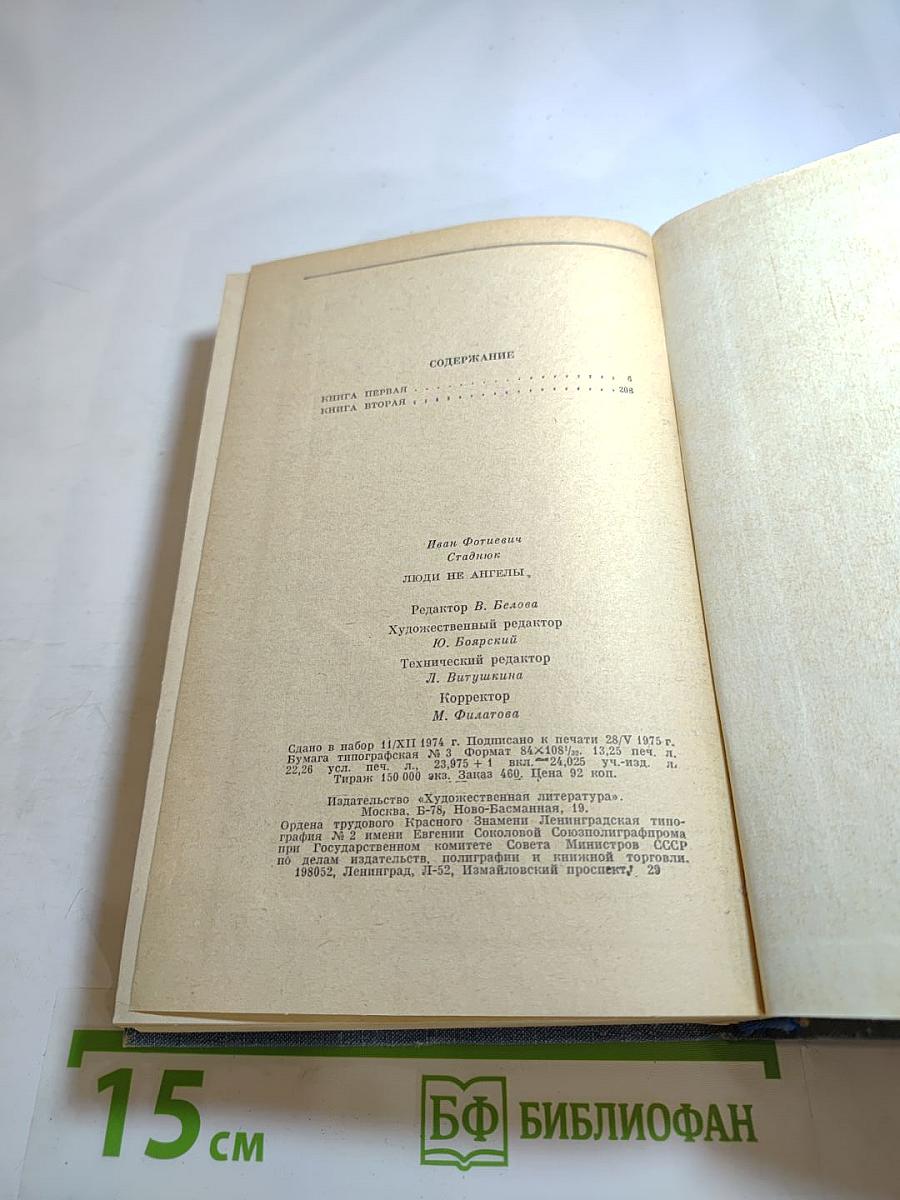 СОДЕРЖАНИЕ
КНИГА ПЕРВАЯ . . . . . . . . . . . . . . . . . . 6
КНИГА ВТОРАЯ . . . . . . . . . . . . . . . . . . 208
Иван Фотиевич
Стаднюк
ЛЮДИ НЕ АНГЕЛЫ
Редактор В. Белова
Художественный редактор
Ю. Боярский
Технический редактор
Л. Витушкина
Корректор
М. Филатова
Сдано в набор 11/XII 1974 г. Подписано к печати 28/V 1975 г.
Бумага типографская № 3 Формат 84×108¹/₃₂. 13,25 печ. л.
22,26 усл. печ. л., 23,975 + 1 вкл.—24,025 уч.-изд. л.
Тираж 150 000 экз. Заказ 460. Цена 92 коп.
Издательство «Художественная литература».
Москва, Б-78, Ново-Басманная, 19.
Ордена трудового Красного Знамени Ленинградская типо-
графия № 2 имени Евгении Соколовой Союзполиграфпрома
при Государственном комитете Совета Министров СССР
по делам издательств, полиграфии и книжной торговли.
198052, Ленинград, Л-52, Измайловский проспект, 29
15 см
БФ БИБЛИОФАН